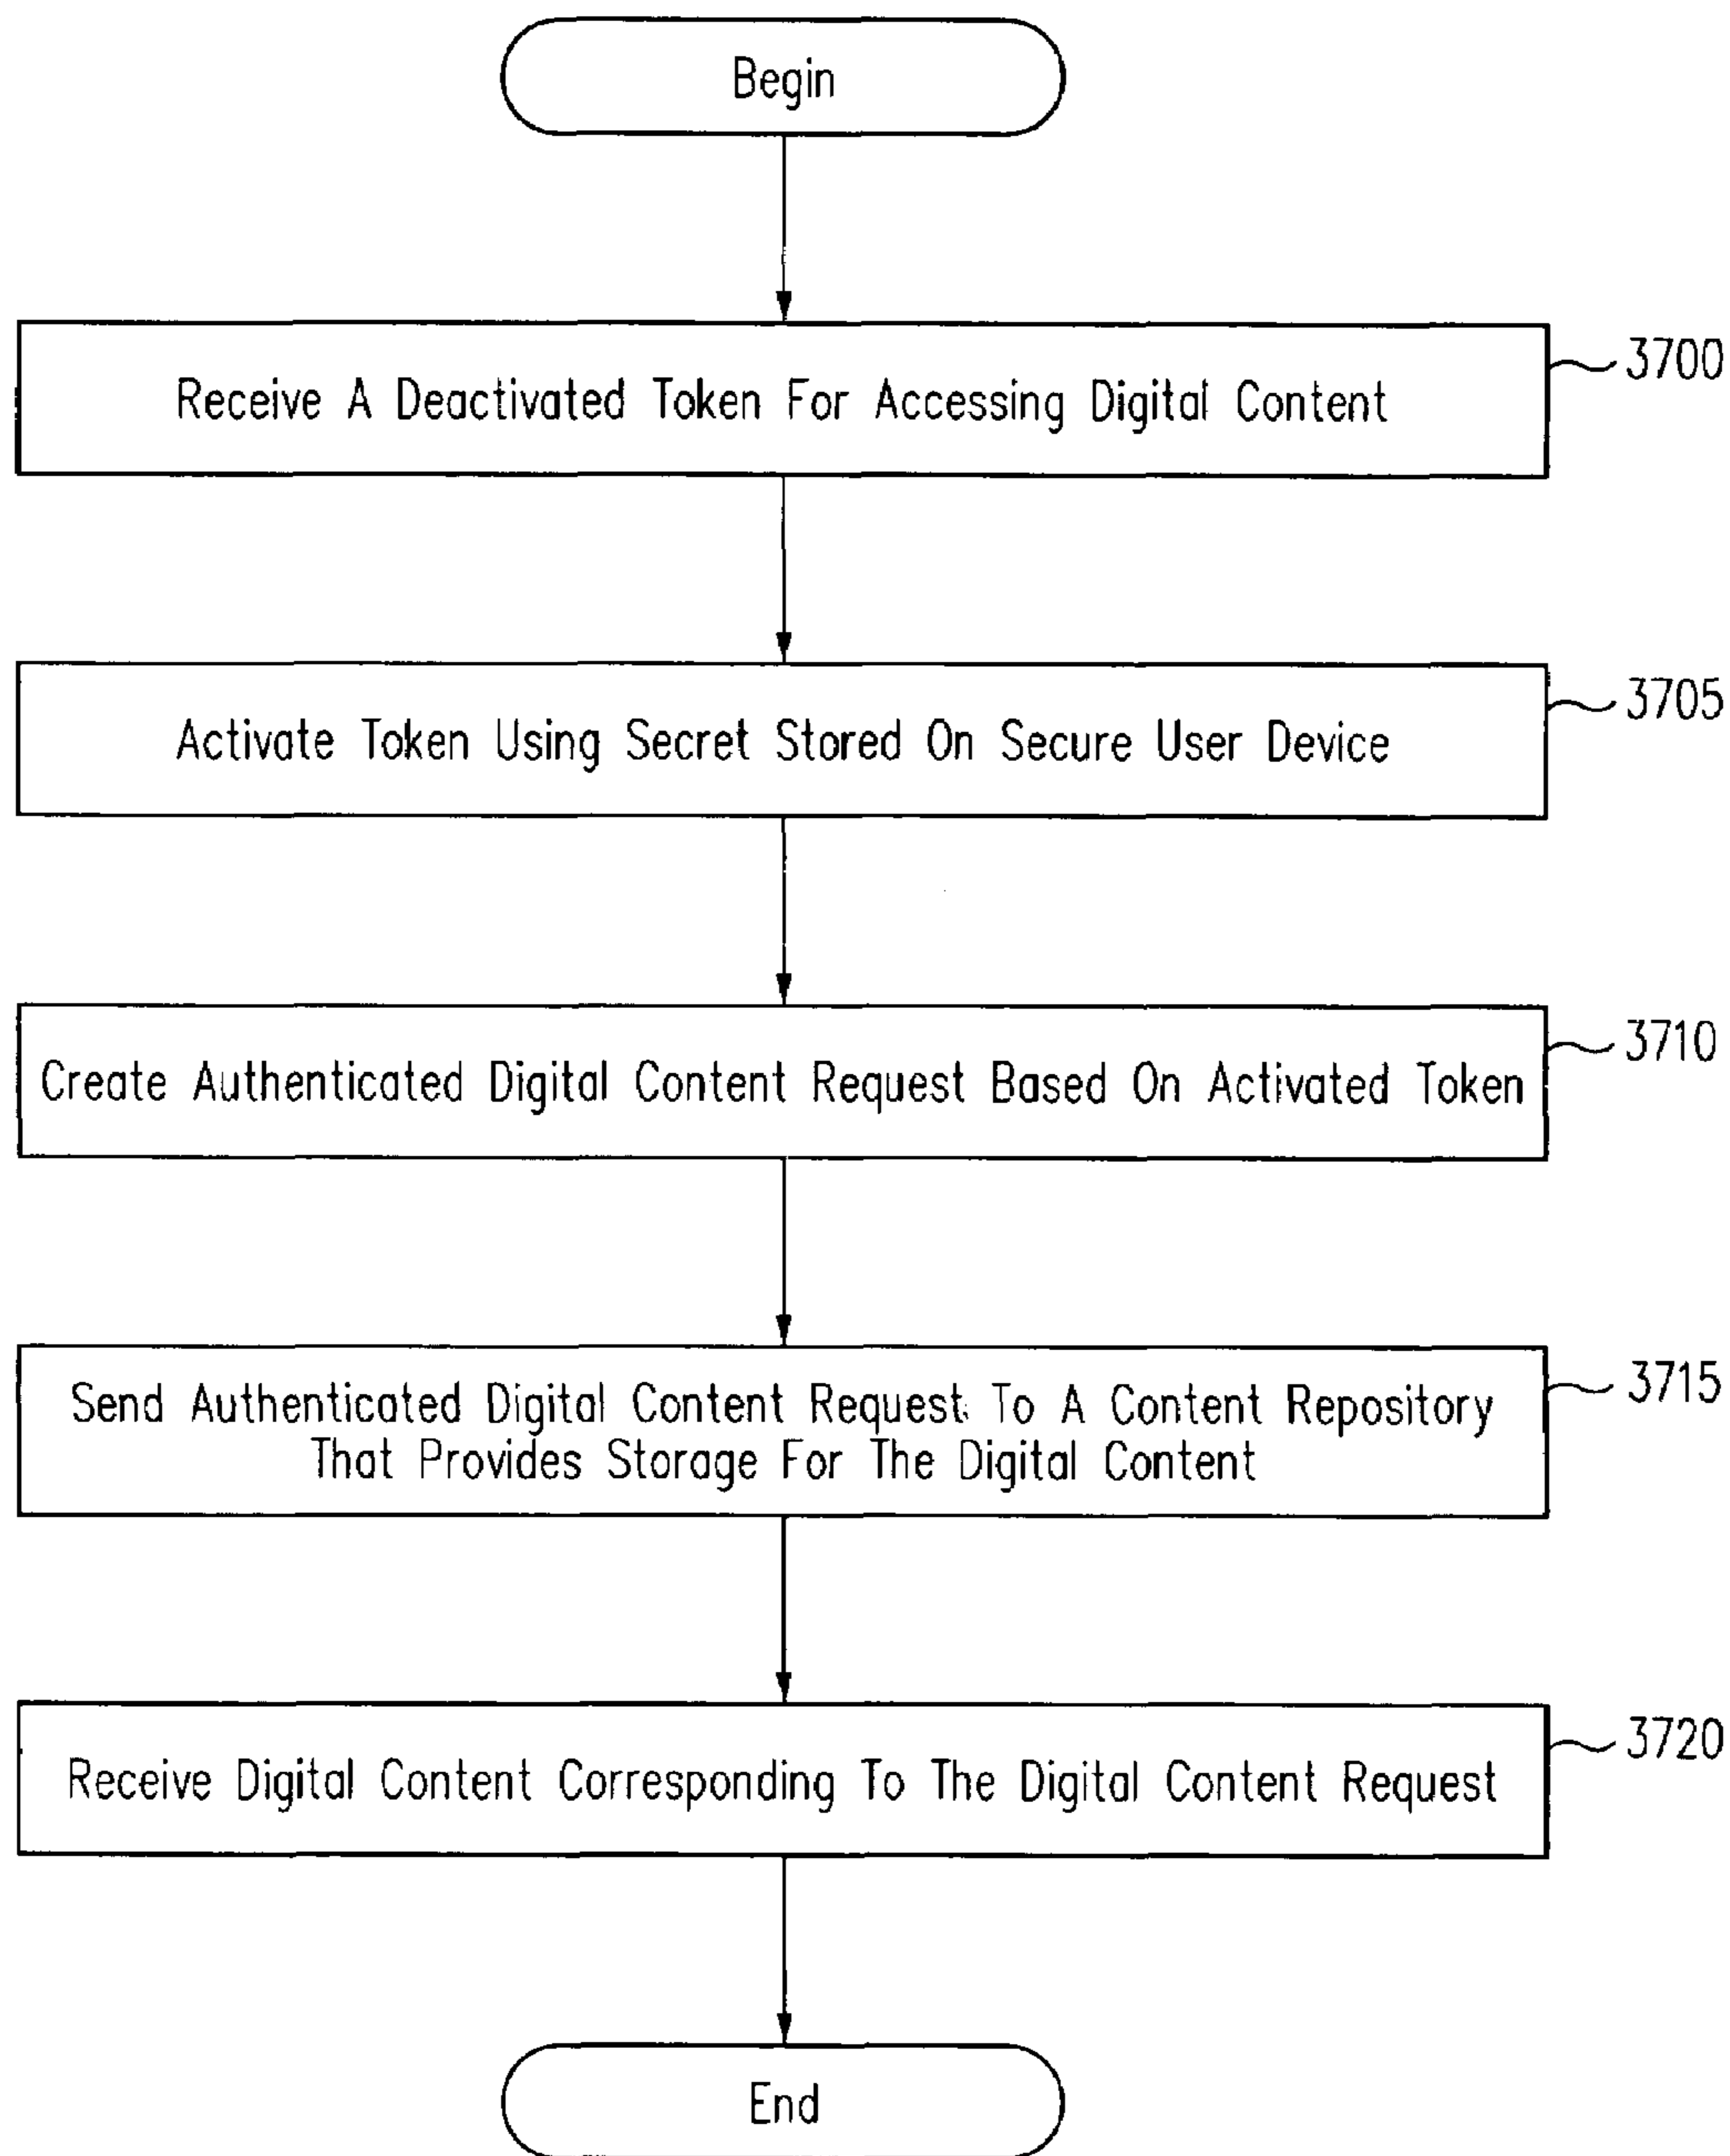 Begin
Receive A Deactivated Token For Accessing Digital Content
3700
Activate Token Using Secret Stored On Secure User Device
3705
Create Authenticated Digital Content Request Based On Activated Token
3710
Send Authenticated Digital Content Request To A Content Repository
That Provides Storage For The Digital Content
3715
Receive Digital Content Corresponding To The Digital Content Request
3720
End